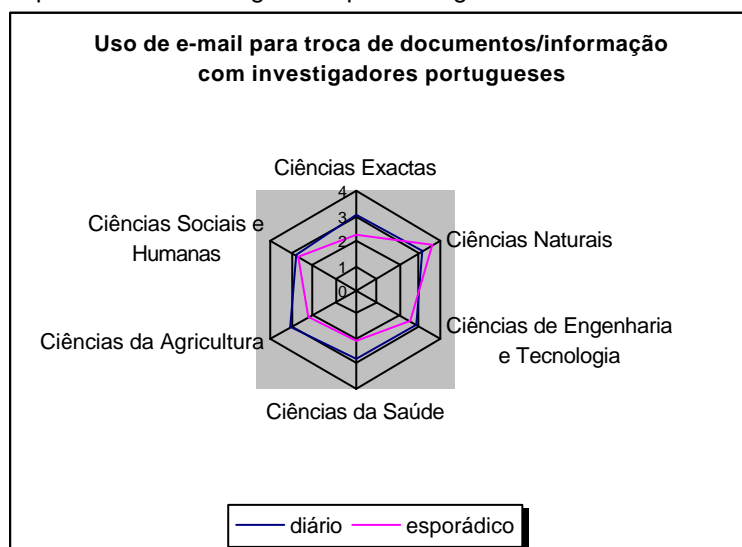 Uso de e-mail para troca de documentos/informação
com investigadores portugueses
Ciências Exactas
4
3
2
1
0
Ciências Naturais
Ciências de Engenharia
e Tecnologia
Ciências da Saúde
Ciências da Agricultura
Ciências Sociais e
Humanas
diário
esporádico